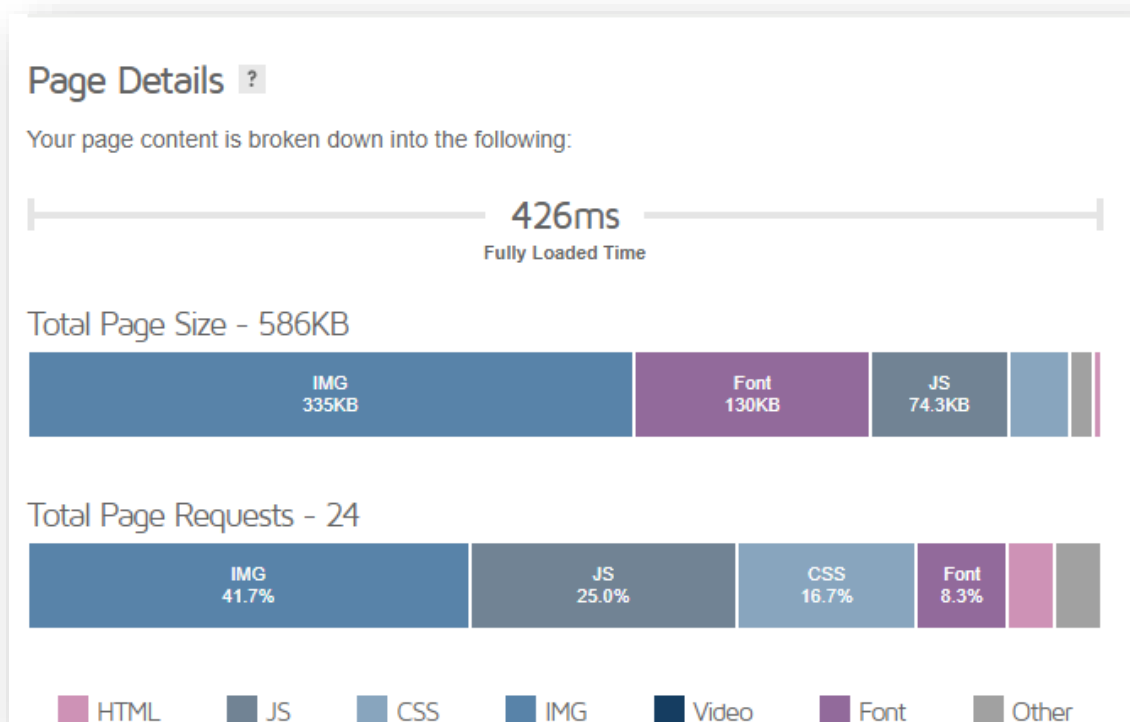 Page Details ?
Your page content is broken down into the following:
426ms
Fully Loaded Time
Total Page Size - 586KB
IMG Font JS
335KB 130KB 74.3KB
Total Page Requests - 24
IMG JS CSS Font
41.7% 25.0% 16.7% 8.3%
HTML JS CSS IMG Video Font Other